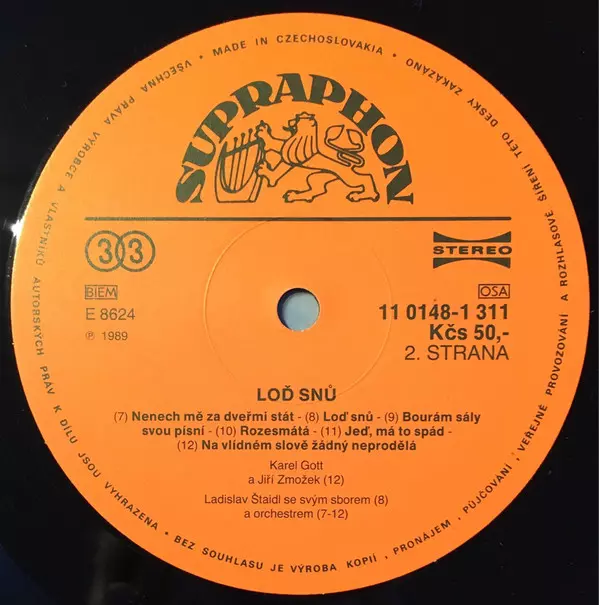 VŠECHNA PRÁVA VÝROBCE A VLASTNÍKŮ AUTORSKÝCH PRÁV K DÍLU JSOU VYHRAZENA • BEZ SOUHLASU JE VÝROBA KOPIÍ, PRONÁJEM, PŮJČOVÁNÍ, VEŘEJNÉ PROVOZOVÁNÍ A ROZHLASOVÉ ŠÍŘENÍ TÉTO DESKY ZAKÁZÁNO • MADE IN CZECHOSLOVAKIA •
SUPRAPHON
33
STEREO
BIEM
OSA
E 8624
11 0148-1 311
℗ 1989
Kčs 50,-
2. STRANA
LOĎ SNŮ
(7) Nenech mě za dveřmi stát - (8) Loď snů - (9) Bourám sály
svou písní - (10) Rozesmátá - (11) Jeď, má to spád -
(12) Na vlídném slově žádný neprodělá
Karel Gott
a Jiří Zmožek (12)
Ladislav Štaidl se svým sborem (8)
a orchestrem (7-12)